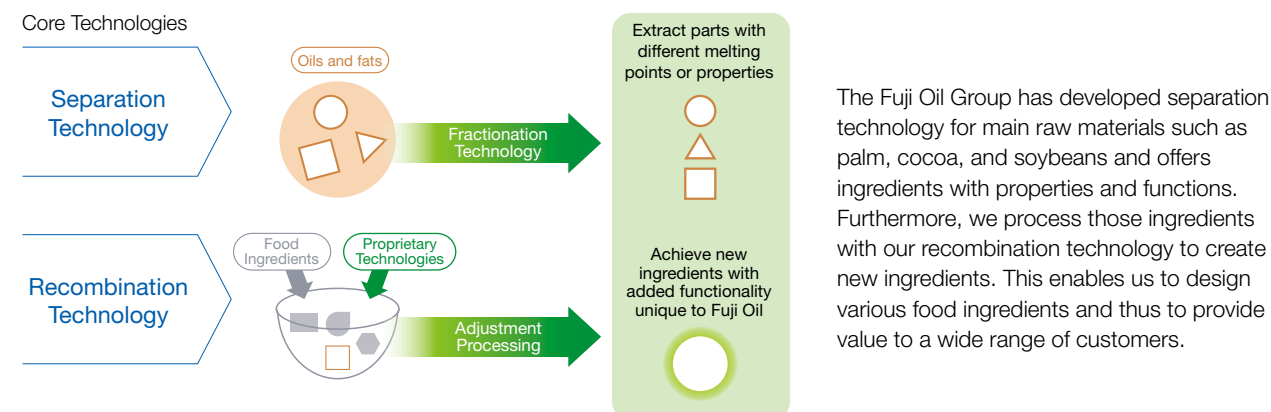 Core Technologies
Separation
Technology
Oils and fats
Fractionation
Technology
Extract parts with
different melting
points or properties
Recombination
Technology
Food
Ingredients
Proprietary
Technologies
Adjustment
Processing
Achieve new
ingredients with
added functionality
unique to Fuji Oil
The Fuji Oil Group has developed separation
technology for main raw materials such as
palm, cocoa, and soybeans and offers
ingredients with properties and functions.
Furthermore, we process those ingredients
with our recombination technology to create
new ingredients. This enables us to design
various food ingredients and thus to provide
value to a wide range of customers.